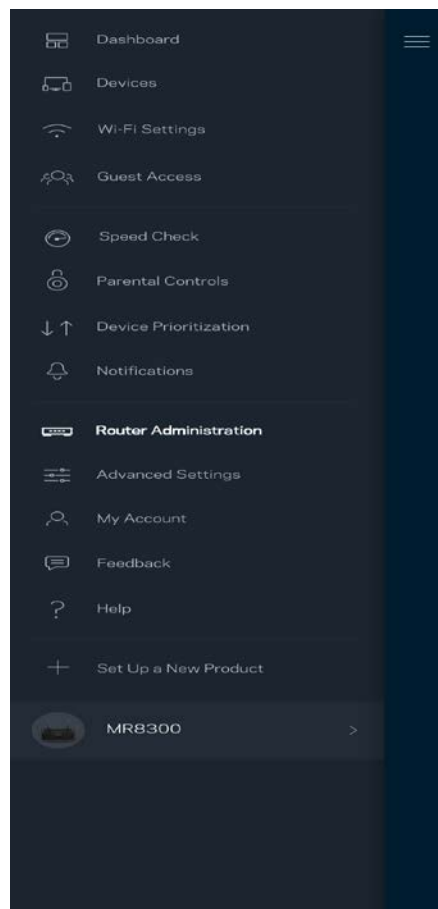 Dashboard
Devices
Wi-Fi Settings
Guest Access
Speed Check
Parental Controls
Device Prioritization
Notifications
Router Administration
Advanced Settings
My Account
Feedback
Help
Set Up a New Product
MR8300